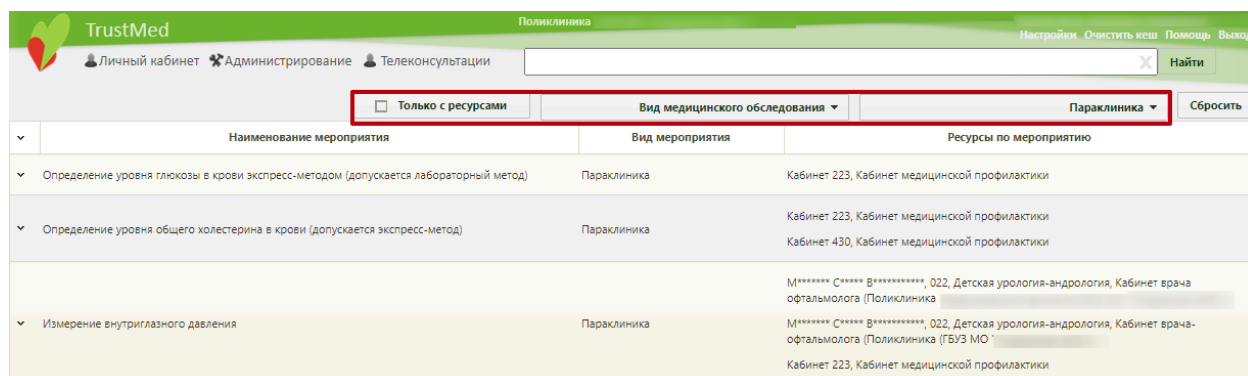 TrustMed
Поликлиника
Настройки Очистить кеш Помощь Выход
Личный кабинет Администрирование Телеконсультации
X Найти
Только с ресурсами Вид медицинского обследования Параклиника Сбросить
Наименование мероприятия Вид мероприятия Ресурсы по мероприятию
Определение уровня глюкозы в крови экспресс-методом (допускается лабораторный метод) Параклиника Кабинет 223, Кабинет медицинской профилактики
Кабинет 223, Кабинет медицинской профилактики
Определение уровня общего холестерина в крови (допускается экспресс-метод) Параклиника
Кабинет 430, Кабинет медицинской профилактики
М******* С***** В***********, 022, Детская урология-андрология, Кабинет врача
офтальмолога (Поликлиника
Измерение внутриглазного давления Параклиника М******* С***** В***********, 022, Детская урология-андрология, Кабинет врача-
офтальмолога (Поликлиника (ГБУЗ МО "
Кабинет 223, Кабинет медицинской профилактики